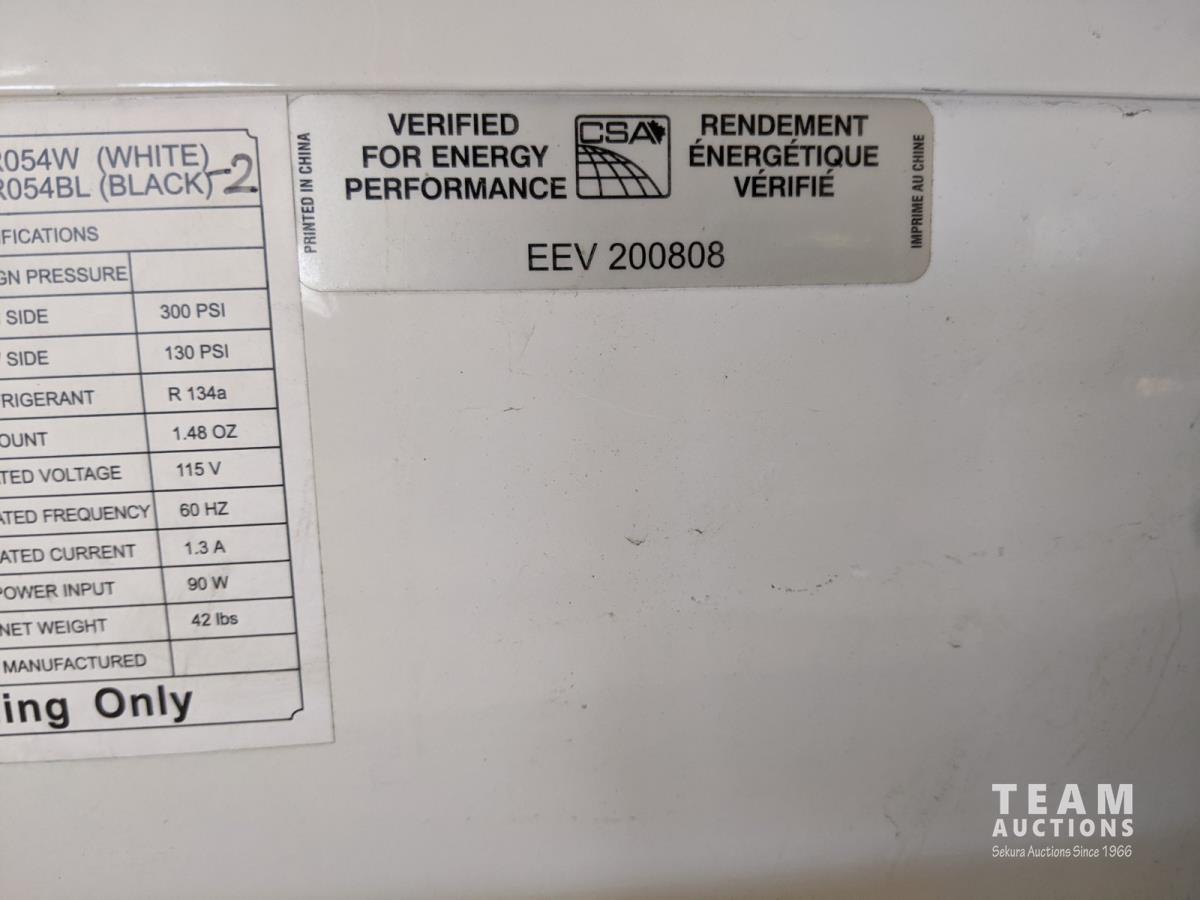 R054W (WHITE)
R054BL (BLACK) -2
IFICATIONS
GN PRESSURE
SIDE 300 PSI
SIDE 130 PSI
RIGERANT R 134a
OUNT 1.48 OZ
TED VOLTAGE 115 V
ATED FREQUENCY 60 HZ
ATED CURRENT 1.3 A
POWER INPUT 90 W
NET WEIGHT 42 lbs
MANUFACTURED
ing Only
PRINTED IN CHINA
VERIFIED
FOR ENERGY
PERFORMANCE
CSA
RENDEMENT
ÉNERGÉTIQUE
VÉRIFIÉ
IMPRIME AU CHINE
EEV 200808
TEAM
AUCTIONS
Sekura Auctions Since 1966